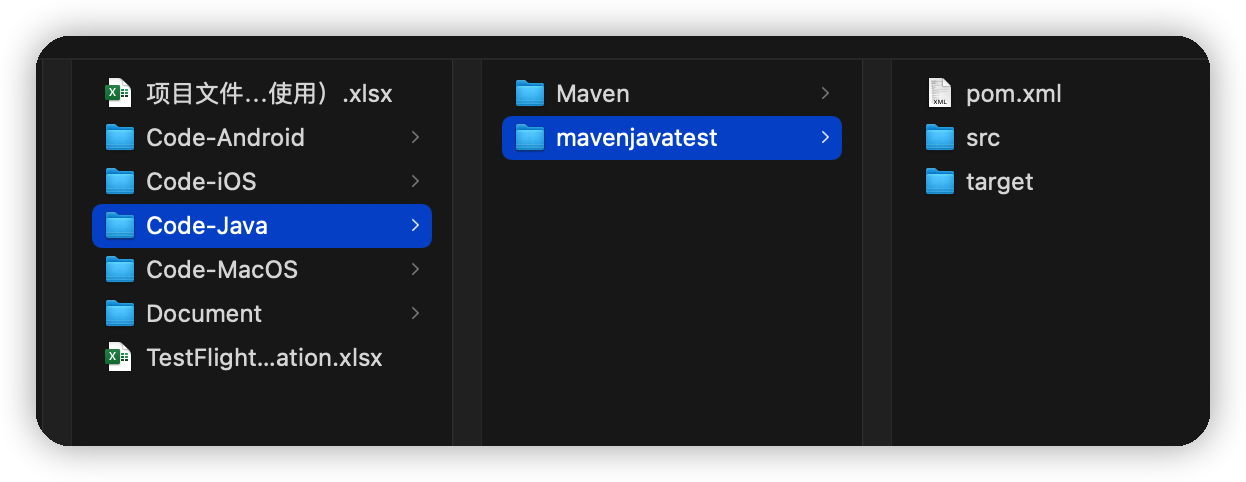 项目文件...使用）.xlsx
Code-Android
Code-iOS
Code-Java
Code-MacOS
Document
TestFlight...ation.xlsx
Maven
mavenjavatest
pom.xml
src
target